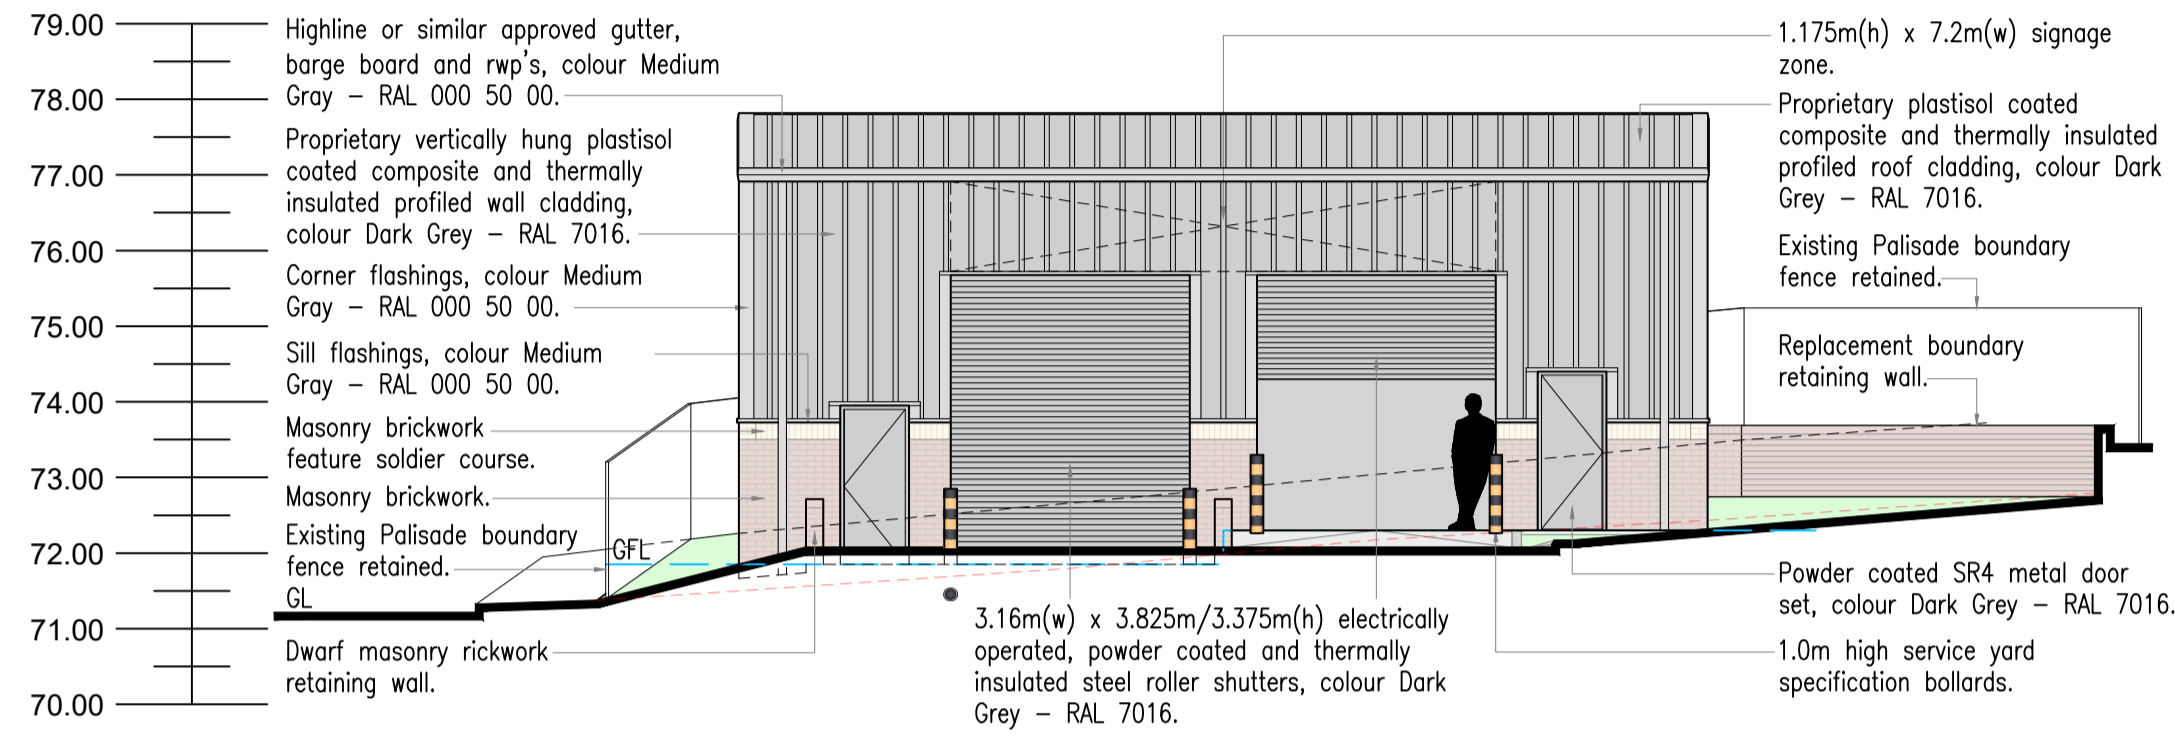 79.00
78.00
77.00
76.00
75.00
74.00
73.00
72.00
71.00
70.00
Highline or similar approved gutter,
barge board and rwp's, colour Medium
Gray – RAL 000 50 00.
Proprietary vertically hung plastisol
coated composite and thermally
insulated profiled wall cladding,
colour Dark Grey – RAL 7016.
Corner flashings, colour Medium
Gray – RAL 000 50 00.
Sill flashings, colour Medium
Gray – RAL 000 50 00.
Masonry brickwork
feature soldier course.
Masonry brickwork.
Existing Palisade boundary
fence retained.
GFL
GL
Dwarf masonry rickwork
retaining wall.
3.16m(w) x 3.825m/3.375m(h) electrically
operated, powder coated and thermally
insulated steel roller shutters, colour Dark
Grey – RAL 7016.
1.175m(h) x 7.2m(w) signage
zone.
Proprietary plastisol coated
composite and thermally insulated
profiled roof cladding, colour Dark
Grey – RAL 7016.
Existing Palisade boundary
fence retained.
Replacement boundary
retaining wall.
Powder coated SR4 metal door
set, colour Dark Grey – RAL 7016.
1.0m high service yard
specification bollards.